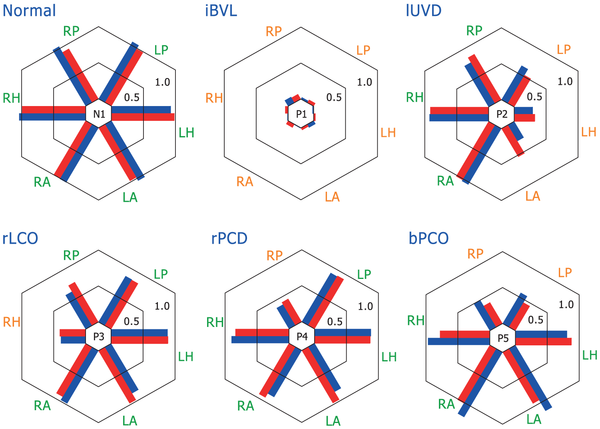 Normal
iBVL
lUVD
RP
LP
1.0
0.5
RH
N1
LH
RA
LA
RP
LP
1.0
0.5
RH
P1
LH
RA
LA
RP
LP
1.0
0.5
RH
P2
LH
RA
LA
rLCO
rPCD
bPCO
RP
LP
1.0
0.5
RH
P3
LH
RA
LA
RP
LP
1.0
0.5
RH
P4
LH
RA
LA
RP
LP
1.0
0.5
RH
P5
LH
RA
LA